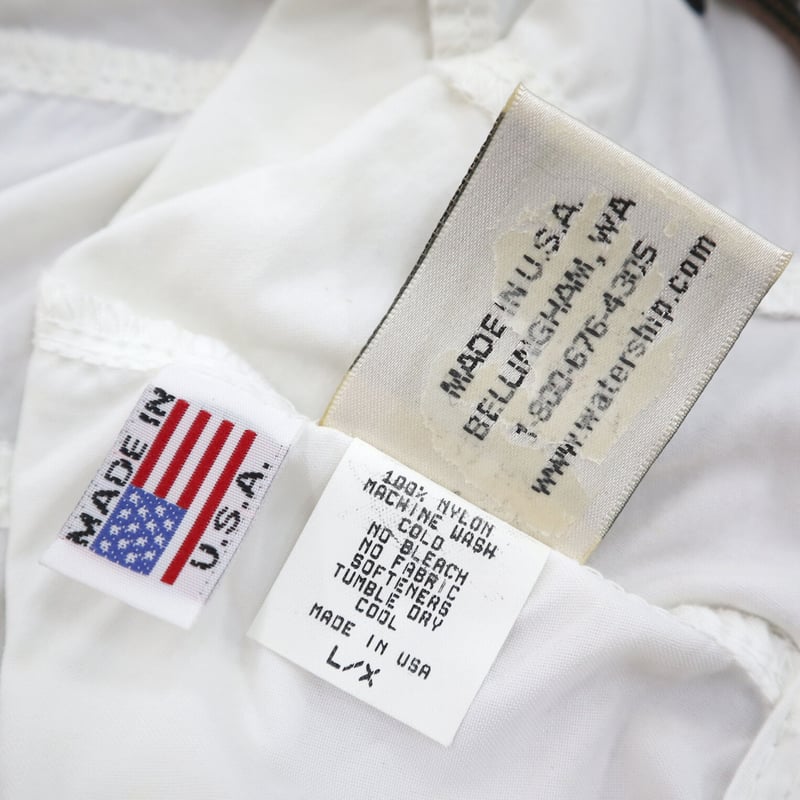 MADE IN
U.S.A.
MADE IN U.S.A.
BELLINGHAM, WA
1-800-676-4305
www.watership.com
100% NYLON
MACHINE WASH
COLD
NO BLEACH
NO FABRIC
SOFTENERS
TUMBLE DRY
COOL
MADE IN USA
L/X